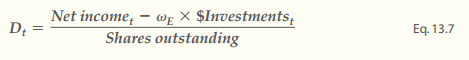 D_t = (Net income_t − ω_E × $Investments_t) / Shares outstanding Eq. 13.7